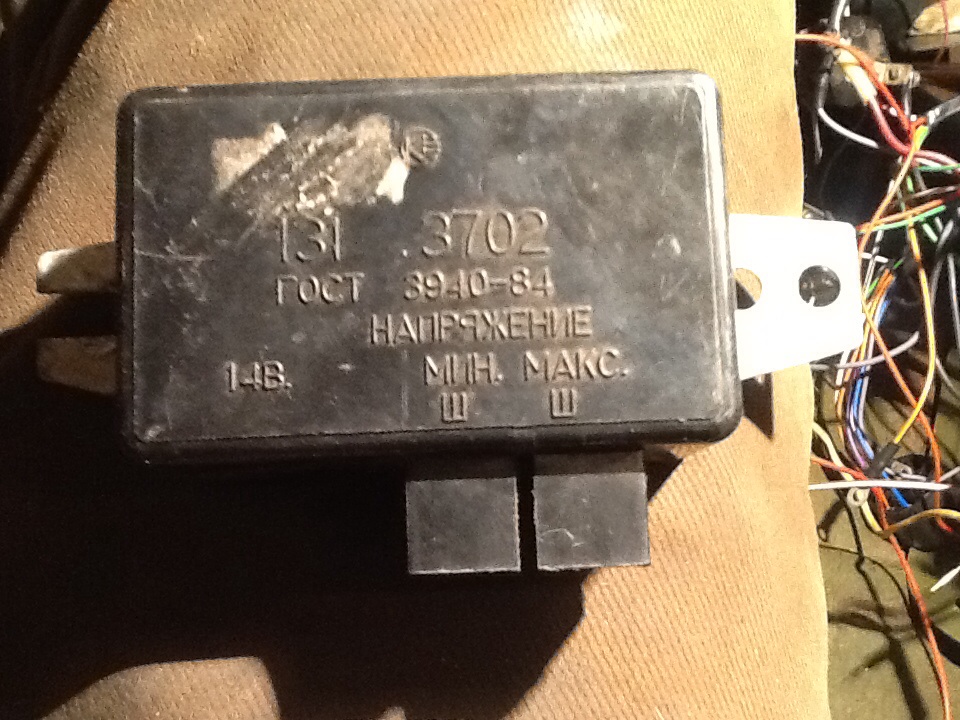 131 .3702
ГОСТ 3940-84
НАПРЯЖЕНИЕ
14В. МИН. МАКС.
Ш Ш